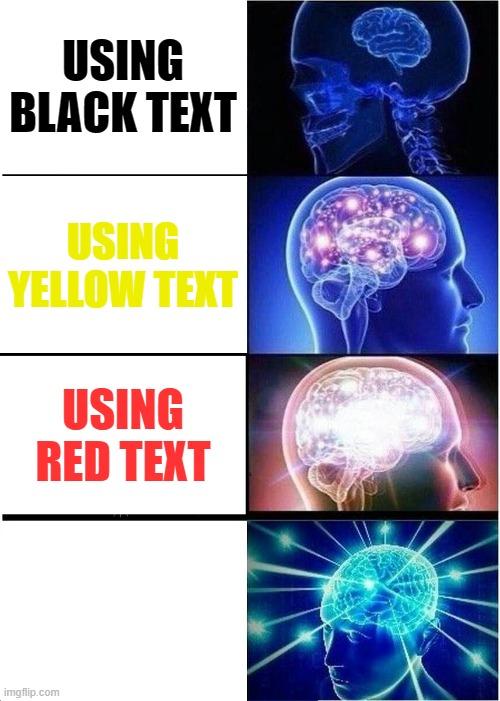 USING
BLACK TEXT
USING
YELLOW TEXT
USING
RED TEXT
imgflip.com